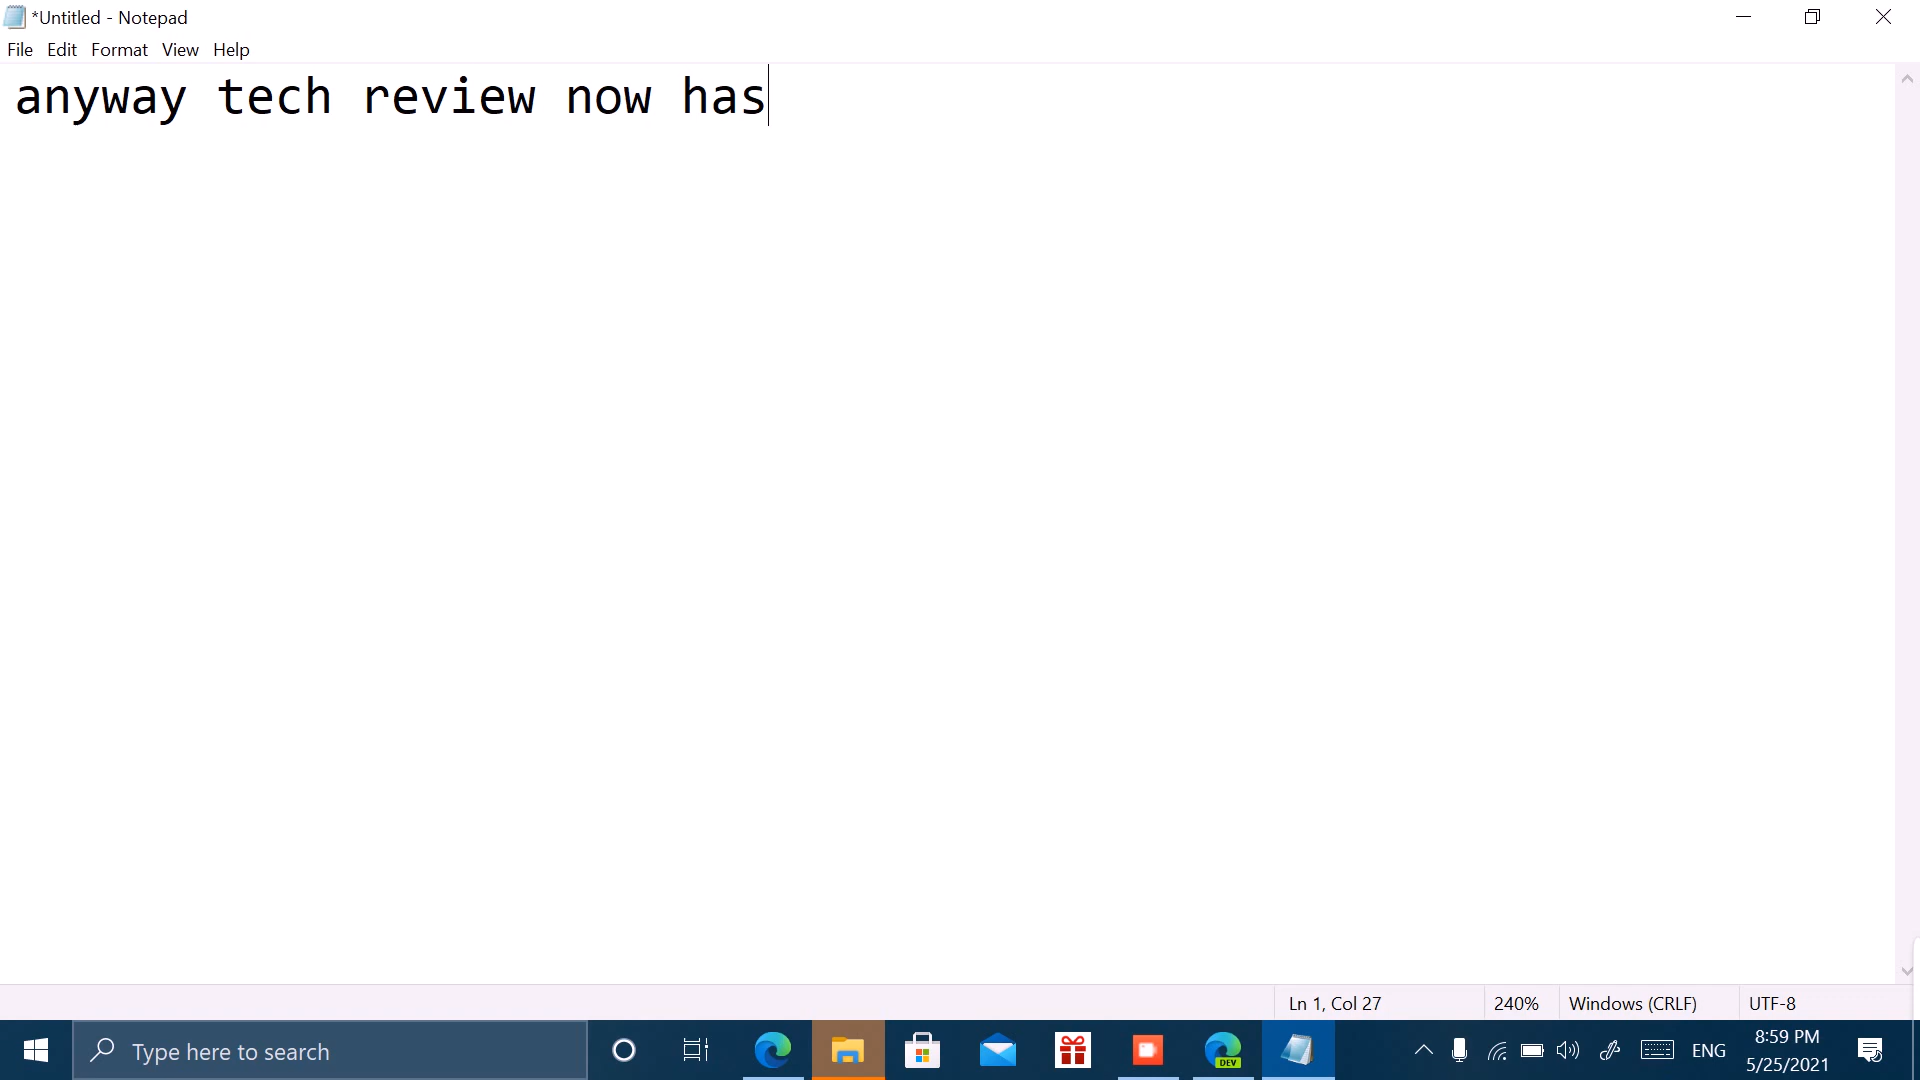 *Untitled - Notepad
File Edit Format View Help
anyway tech review now has
Ln 1, Col 27 240% Windows (CRLF) UTF-8
Type here to search DEV ENG 8:59 PM
5/25/2021